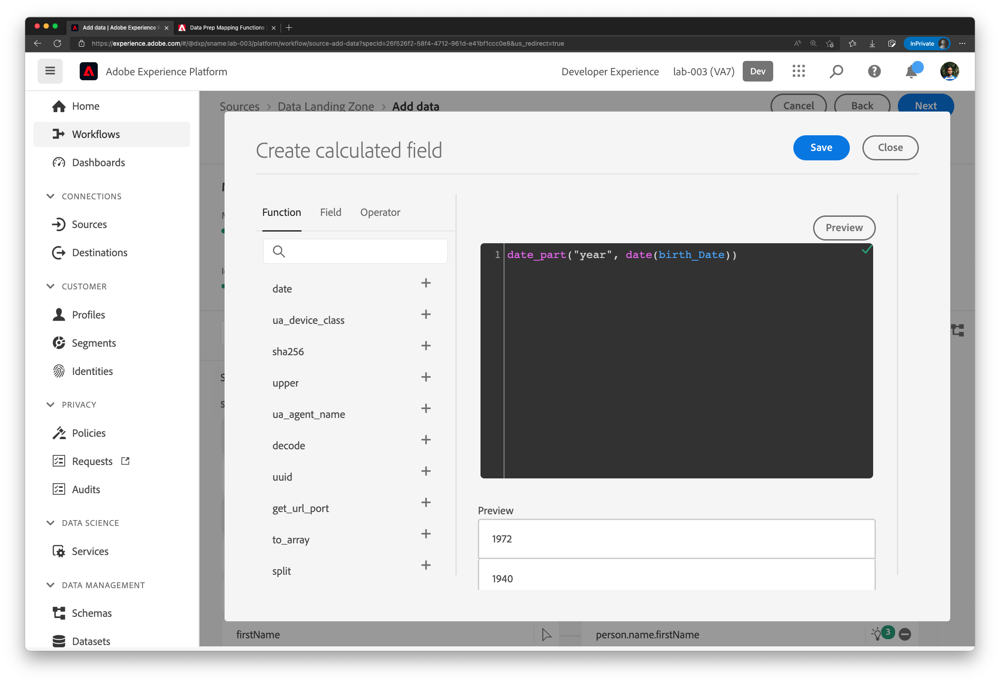 Add data | Adobe Experience P
Data Prep Mapping Functions
https://experience.adobe.com/#/@dxp/sname:lab-003/platform/workflow/source-add-data?specId=26f526f2-58f4-4712-961d-e41bf1ccc0e8&us_redirect=true
InPrivate
Adobe Experience Platform
Developer Experience
lab-003 (VA7)
Dev
Home
Workflows
Dashboards
CONNECTIONS
Sources
Destinations
CUSTOMER
Profiles
Segments
Identities
PRIVACY
Policies
Requests
Audits
DATA SCIENCE
Services
DATA MANAGEMENT
Schemas
Datasets
Sources > Data Landing Zone > Add data
Cancel
Back
Next
Create calculated field
Save
Close
Function
Field
Operator
date
ua_device_class
sha256
upper
ua_agent_name
decode
uuid
get_url_port
to_array
split
Preview
1 date_part("year", date(birth_Date))
Preview
1972
1940
firstName
person.name.firstName
3